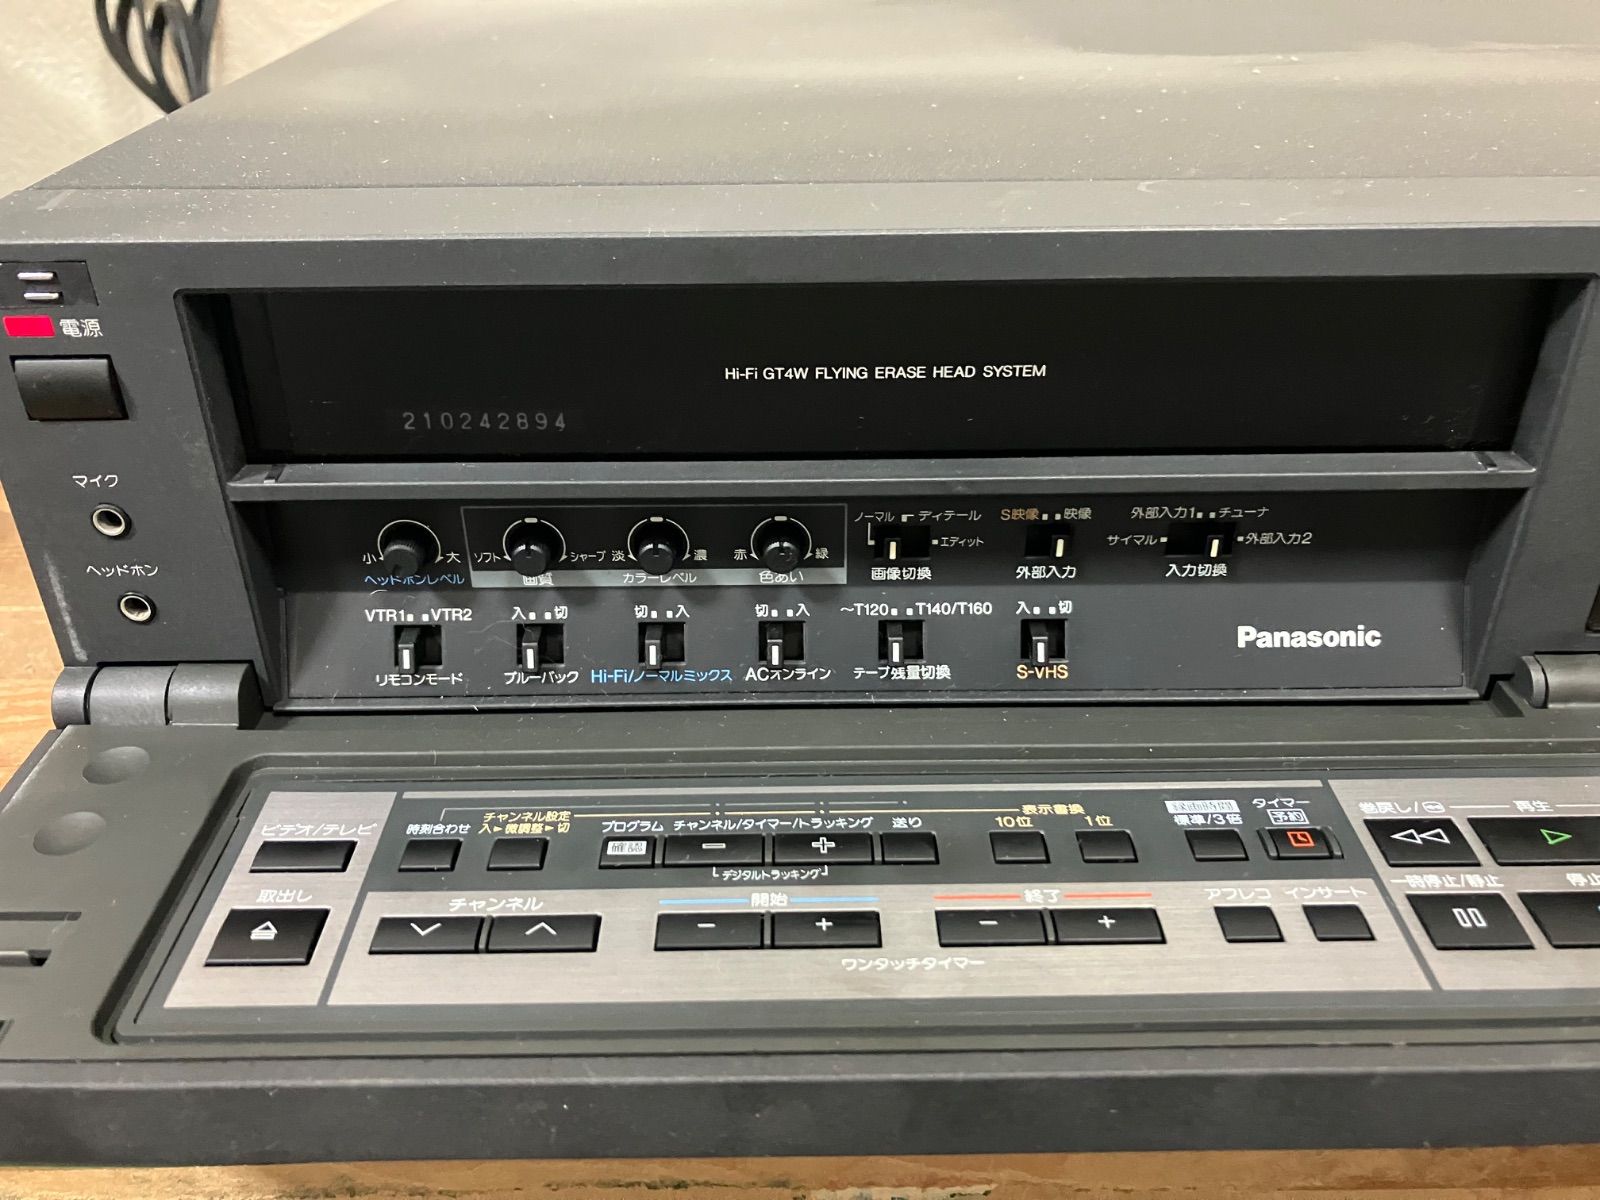 電源
Hi-Fi GT4W FLYING ERASE HEAD SYSTEM
210242894
マイク
ヘッドホン
小 大
ヘッドホンレベル
ソフト シャープ
画質
淡 濃
カラーレベル
赤 緑
色あい
ノーマル ディテール
エディット
画像切換
S映像 映像
外部入力
外部入力1 チューナ
サイマル 外部入力2
入力切換
VTR1 VTR2
リモコンモード
入 切
ブルーバック
切 入
Hi-Fi/ノーマルミックス
切 入
ACオンライン
〜T120 T140/T160
テープ残量切換
入 切
S-VHS
Panasonic
ビデオ/テレビ
取出し
時刻合わせ
チャンネル設定
入►微調整►切
プログラム
確認
チャンネル/タイマー/トラッキング
− +
デジタルトラッキング
送り
表示書換
10位 1位
標準/3倍
タイマー
予約
チャンネル
開始
− +
終了
− +
ワンタッチタイマー
アフレコ インサート
巻戻し/
再生
一時停止/静止
停止